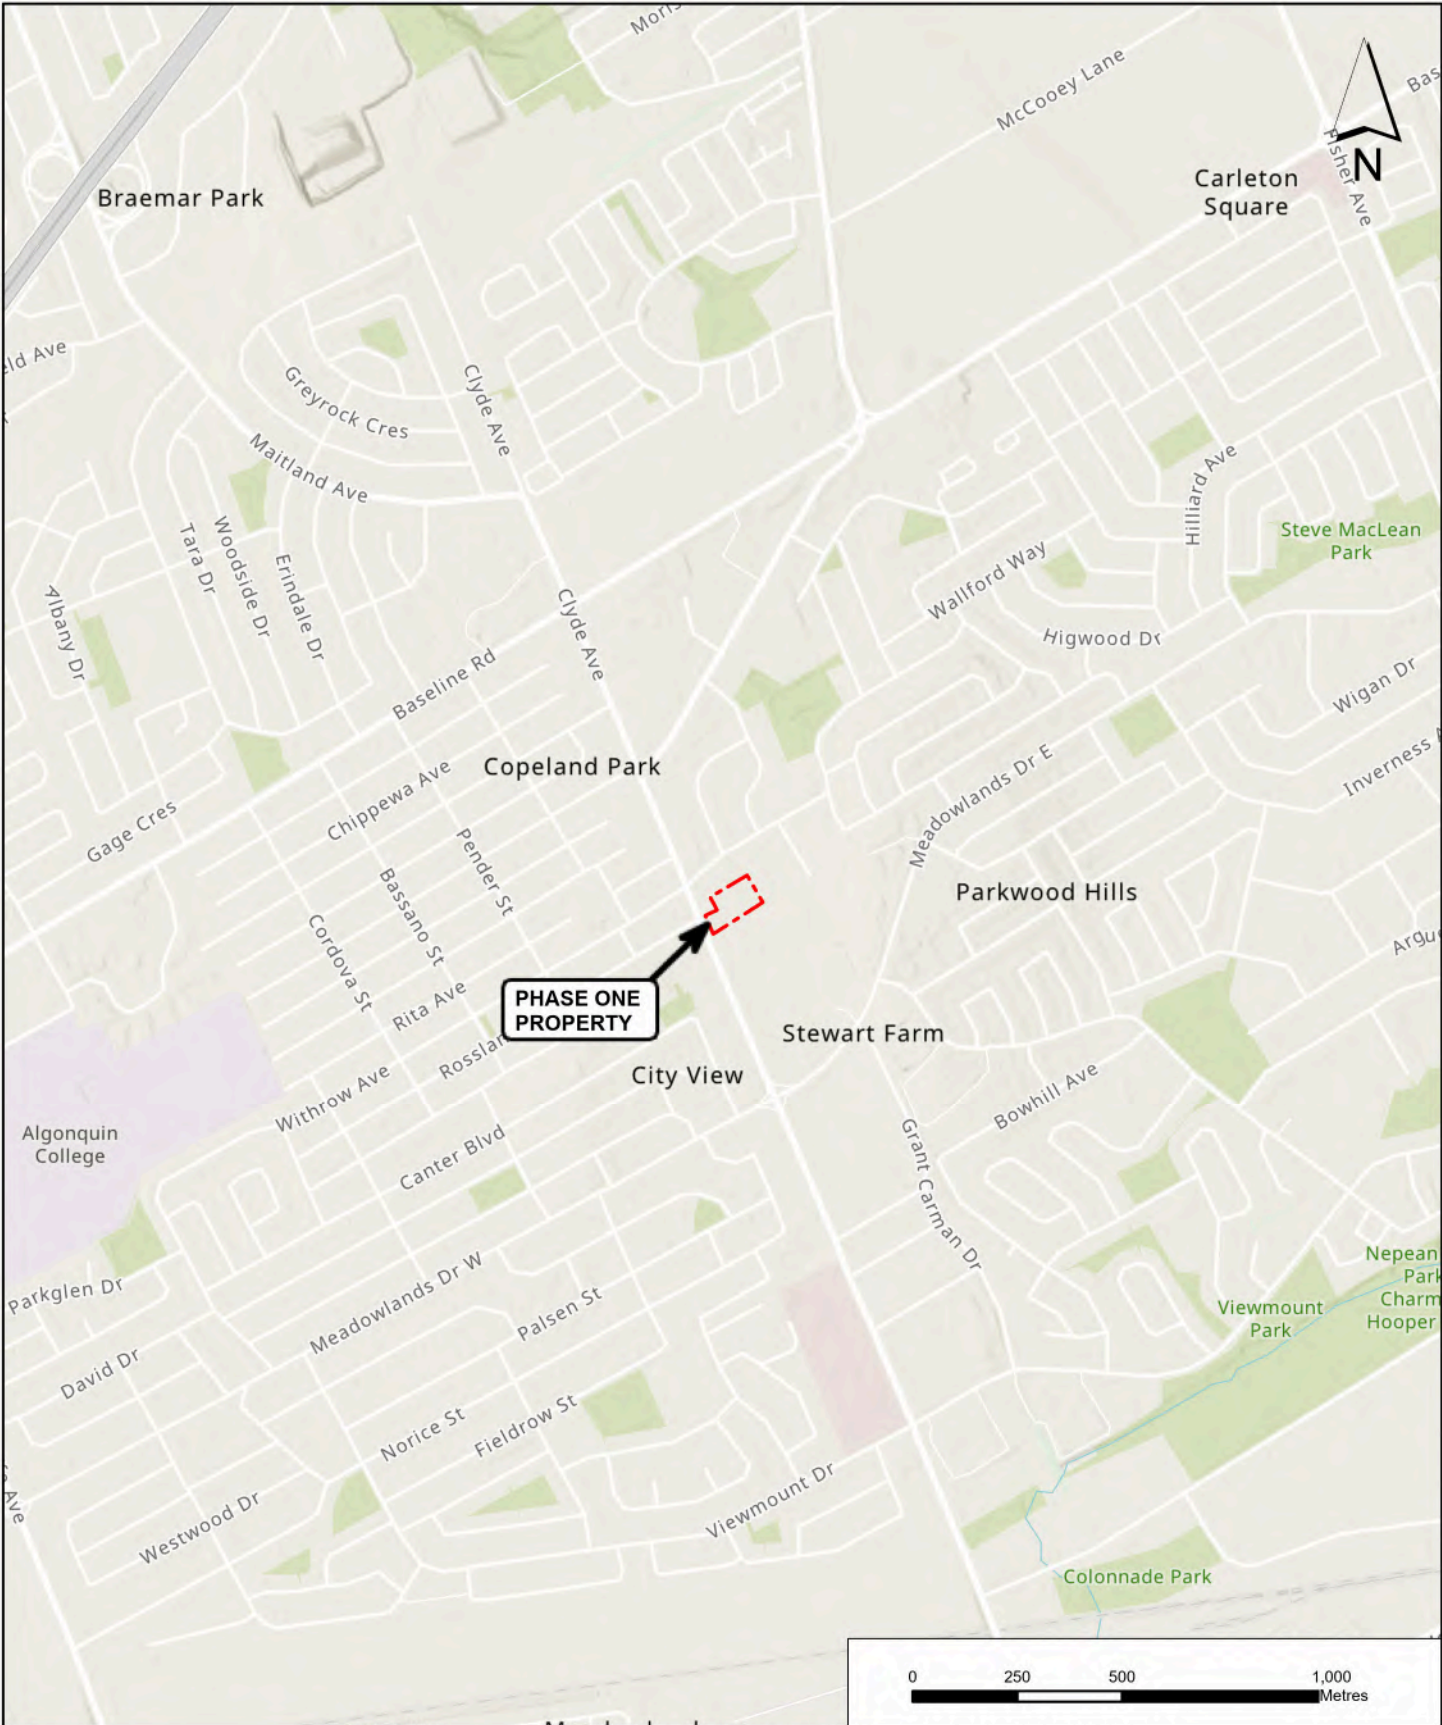 McCooey Lane
Fisher Ave
N
Carleton
Square
Braemar Park
Greyrock Cres
Clyde Ave
Maitland Ave
Hilliard Ave
Steve MacLean
Park
Tara Dr
Woodside Dr
Erindale Dr
Albany Dr
Wallford Way
Higwood Dr
Clyde Ave
Baseline Rd
Wigan Dr
Inverness
Copeland Park
Chippewa Ave
Gage Cres
Meadowlands Dr E
Pender St
Bassano St
Cordova St
Parkwood Hills
PHASE ONE
PROPERTY
Rita Ave
Stewart Farm
City View
Withrow Ave
Bowhill Ave
Algonquin
College
Canter Blvd
Grant Carman Dr
Parkglen Dr
Meadowlands Dr W
Palsen St
Nepean
Park
Charm
Hooper
Viewmount
Park
David Dr
Norice St
Fieldrow St
Viewmount Dr
Westwood Dr
Ave
Colonnade Park
0 250 500 1,000
Metres